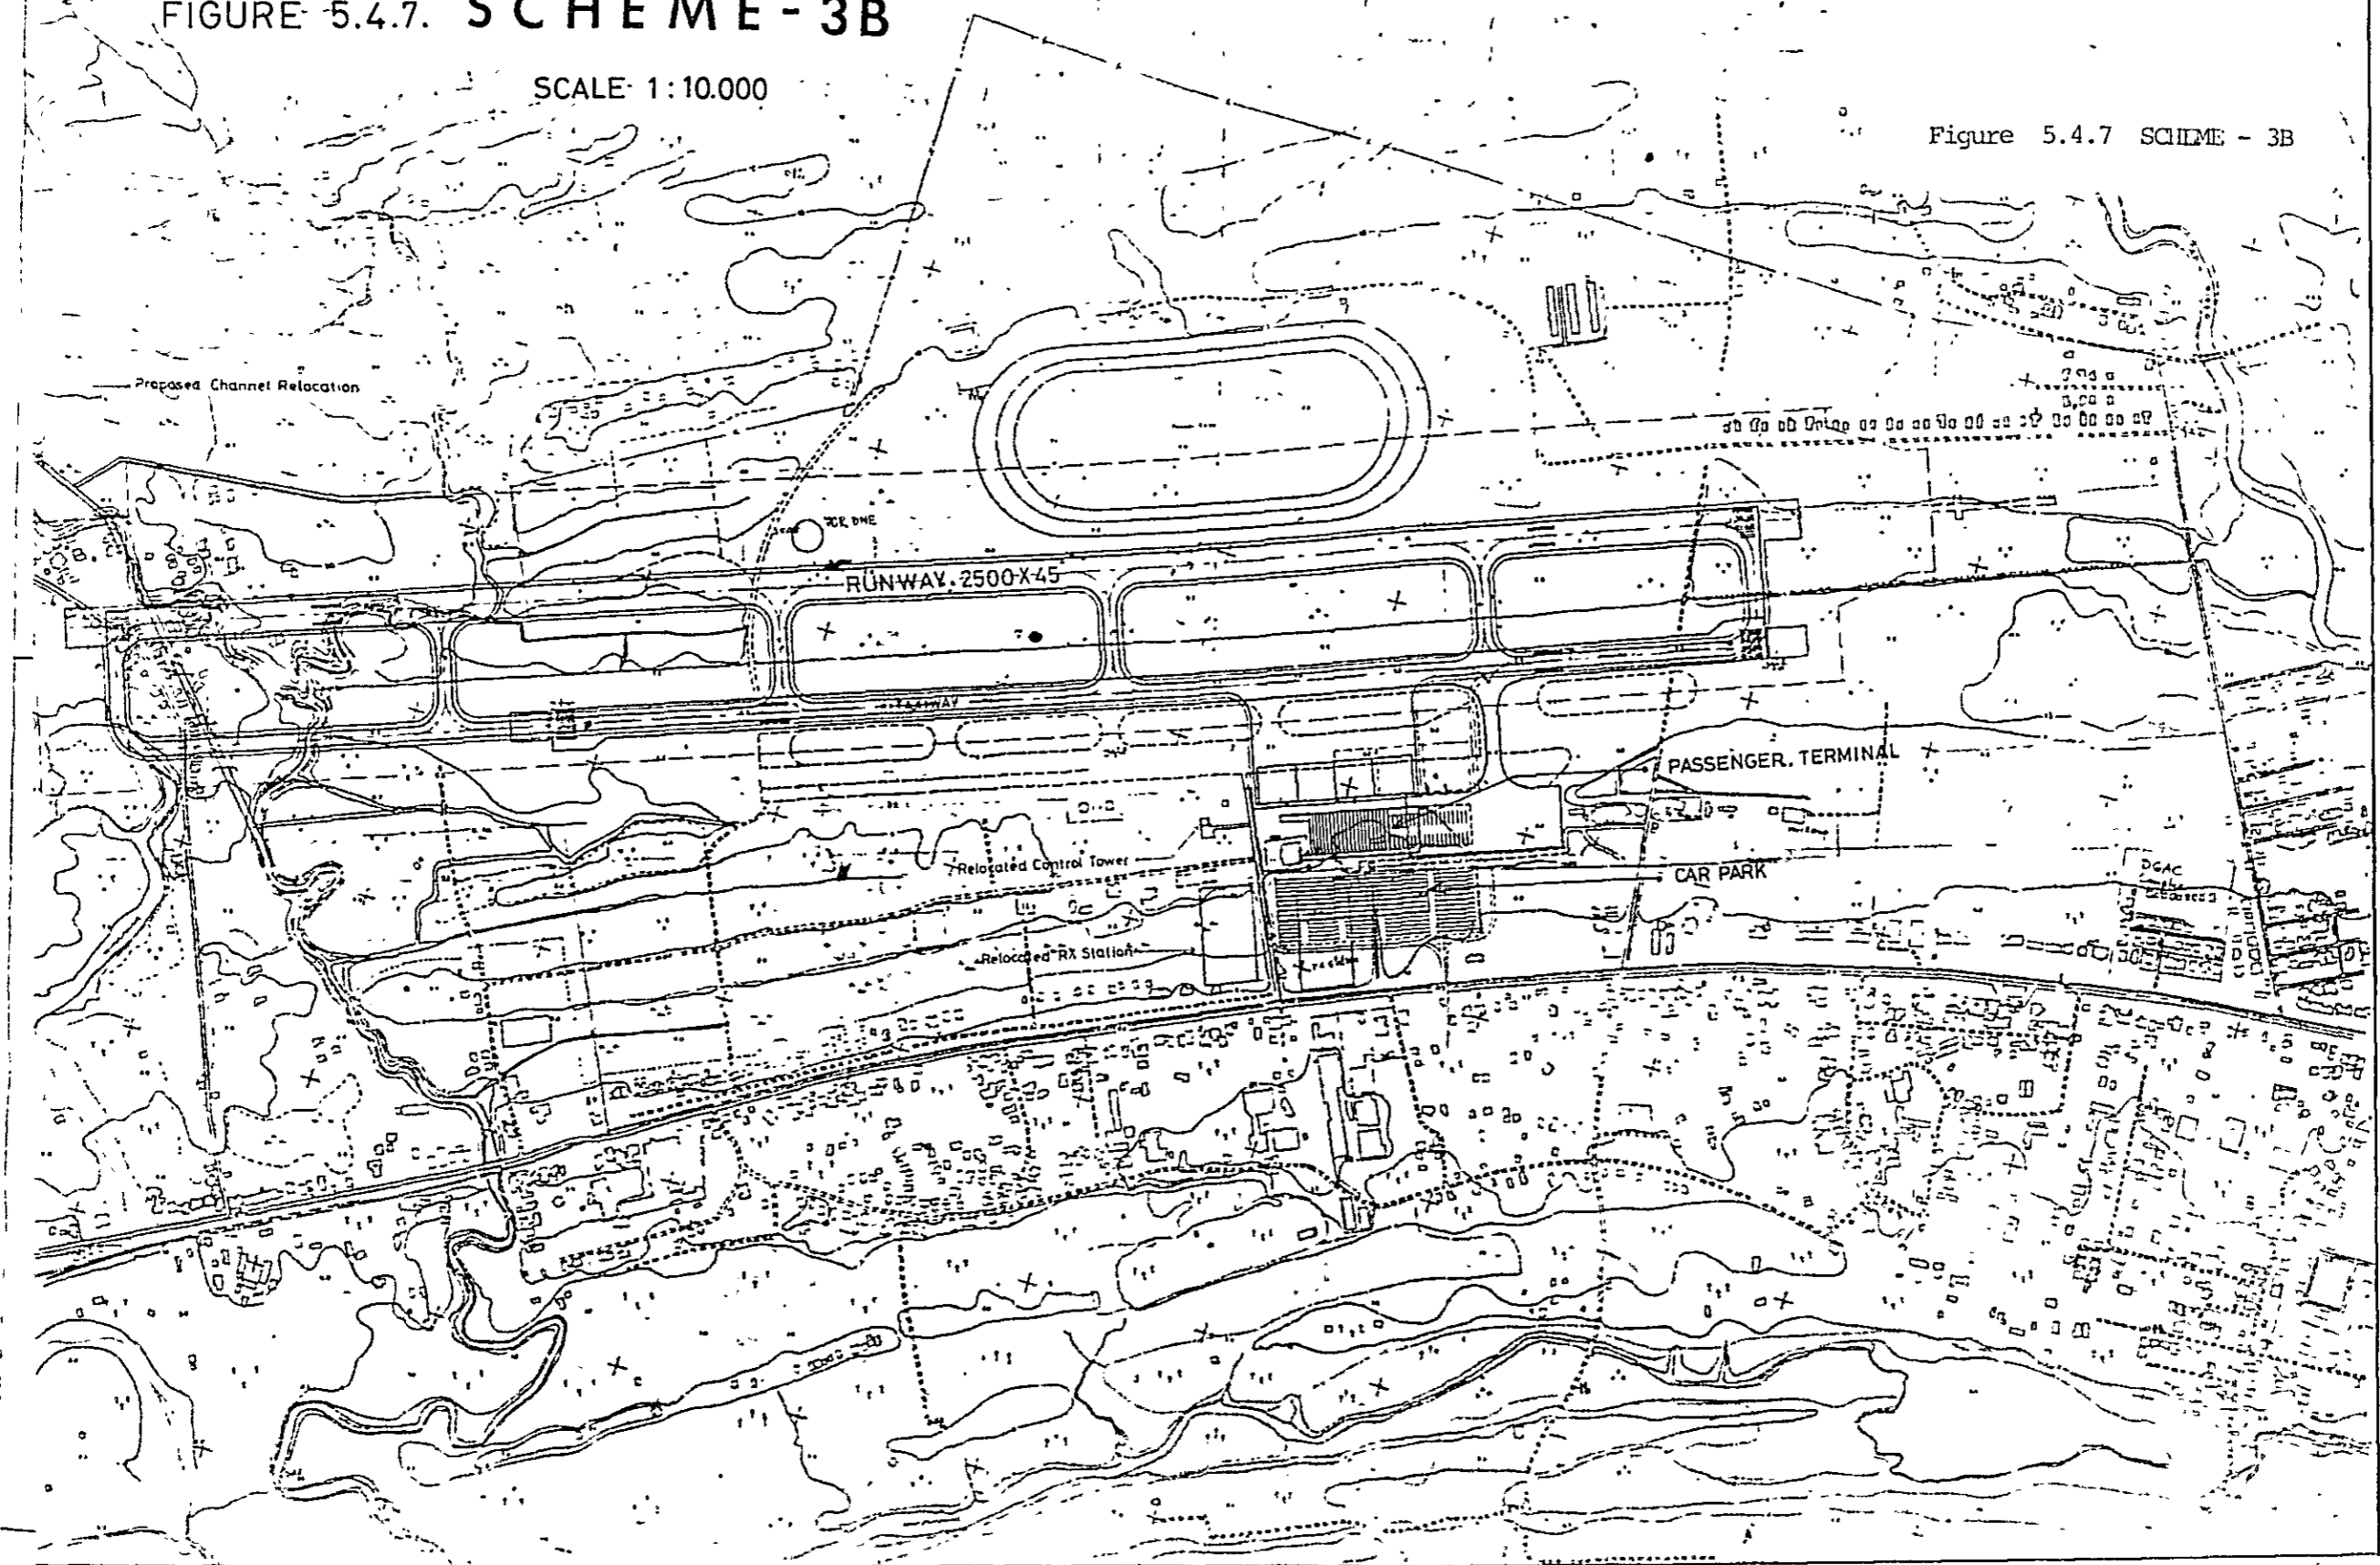 FIGURE 5.4.7. SCHEME - 3B
SCALE 1:10.000
Figure 5.4.7 SCHEME - 3B
Proposed Channel Relocation
DME
RUNWAY. 2500 X 45
TAXIWAY
PASSENGER. TERMINAL
Relocated Control Tower
CAR PARK
DGAC
Relocated RX Station